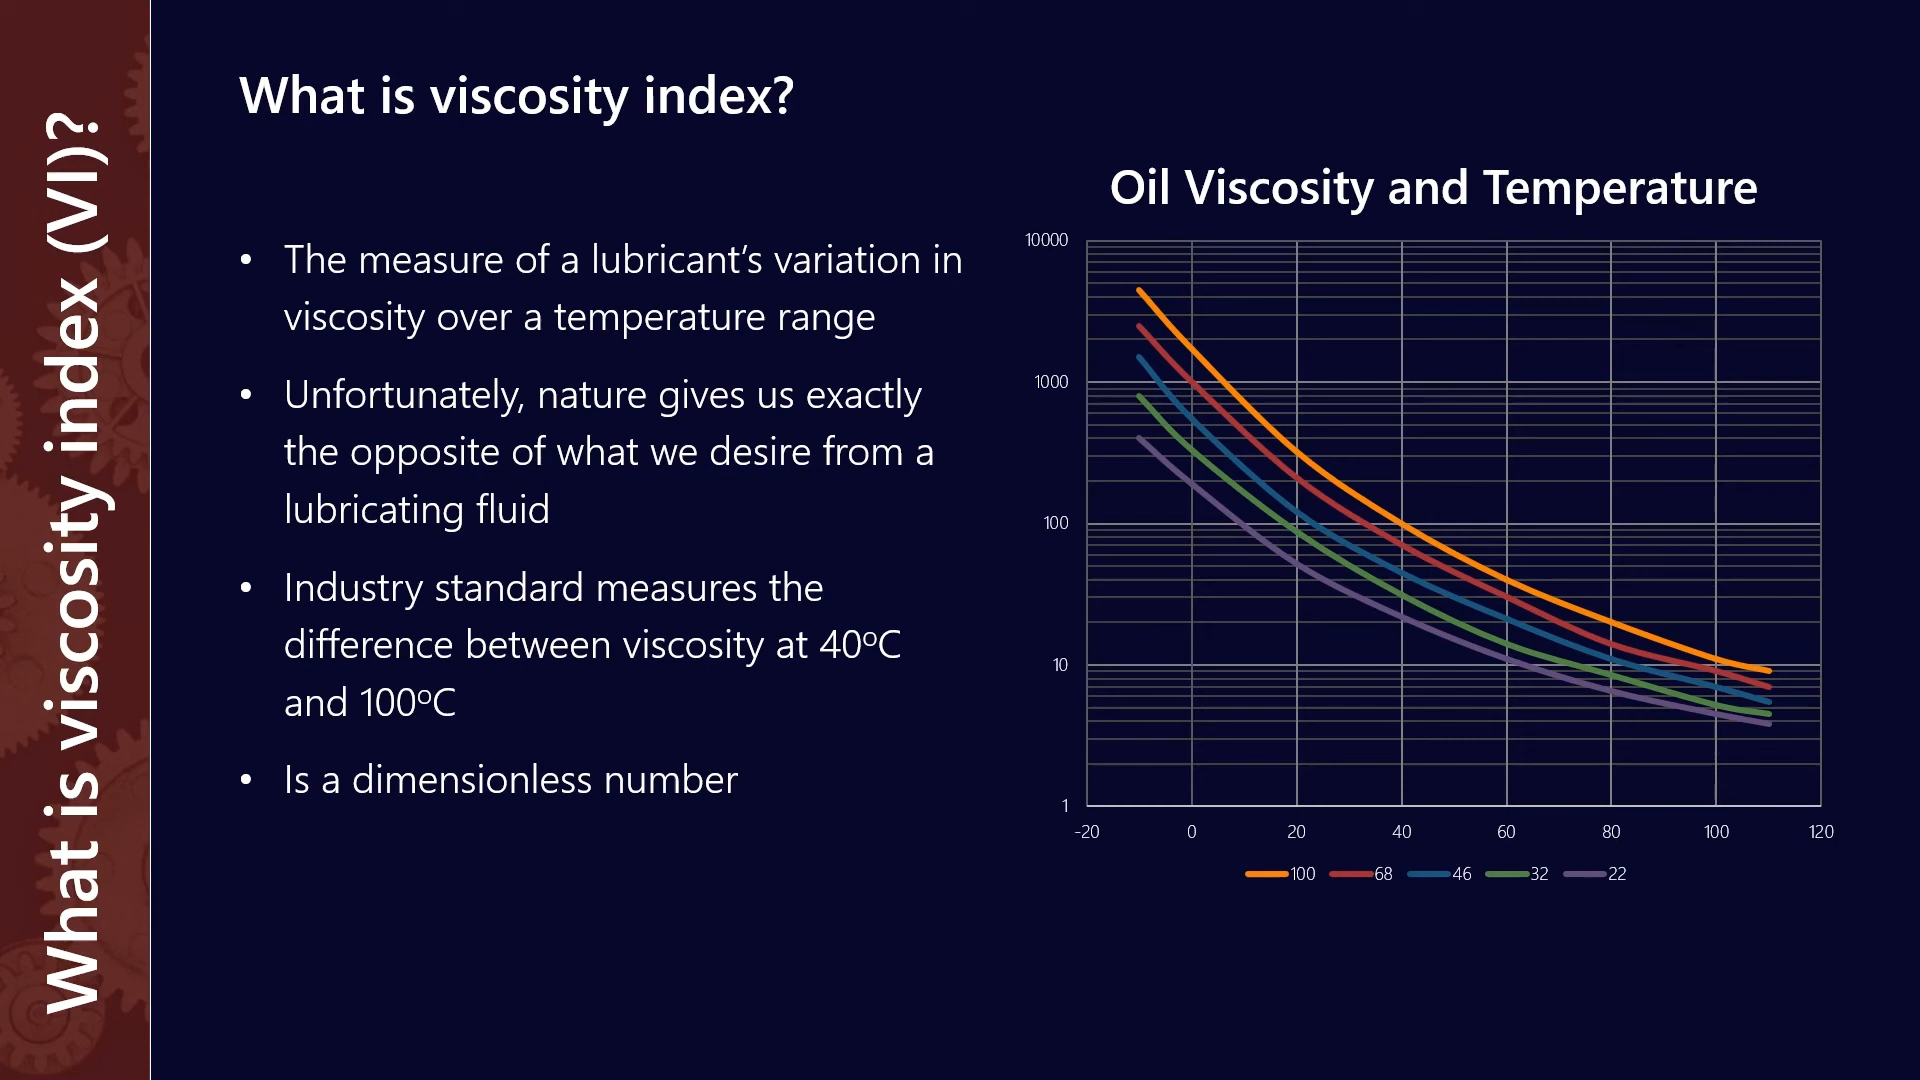 What is viscosity index (VI)?
What is viscosity index?
• The measure of a lubricant’s variation in
viscosity over a temperature range
• Unfortunately, nature gives us exactly
the opposite of what we desire from a
lubricating fluid
• Industry standard measures the
difference between viscosity at 40ºC
and 100ºC
• Is a dimensionless number
Oil Viscosity and Temperature
10000
1000
100
10
1
-20 0 20 40 60 80 100 120
100 68 46 32 22